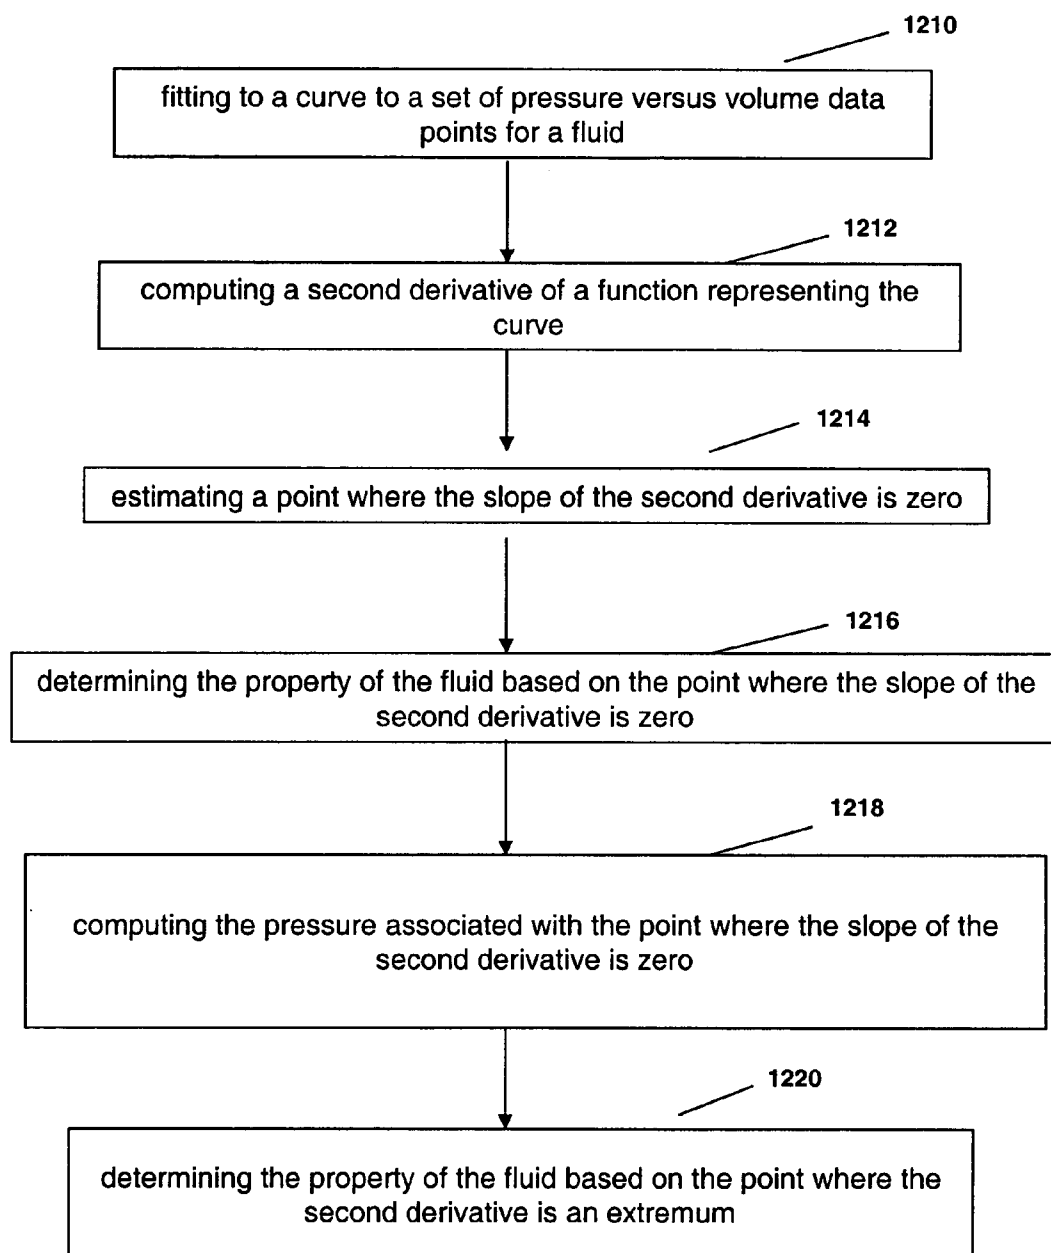 1210
fitting to a curve to a set of pressure versus volume data
points for a fluid
1212
computing a second derivative of a function representing the
curve
1214
estimating a point where the slope of the second derivative is zero
1216
determining the property of the fluid based on the point where the slope of the
second derivative is zero
1218
computing the pressure associated with the point where the slope of the
second derivative is zero
1220
determining the property of the fluid based on the point where the
second derivative is an extremum